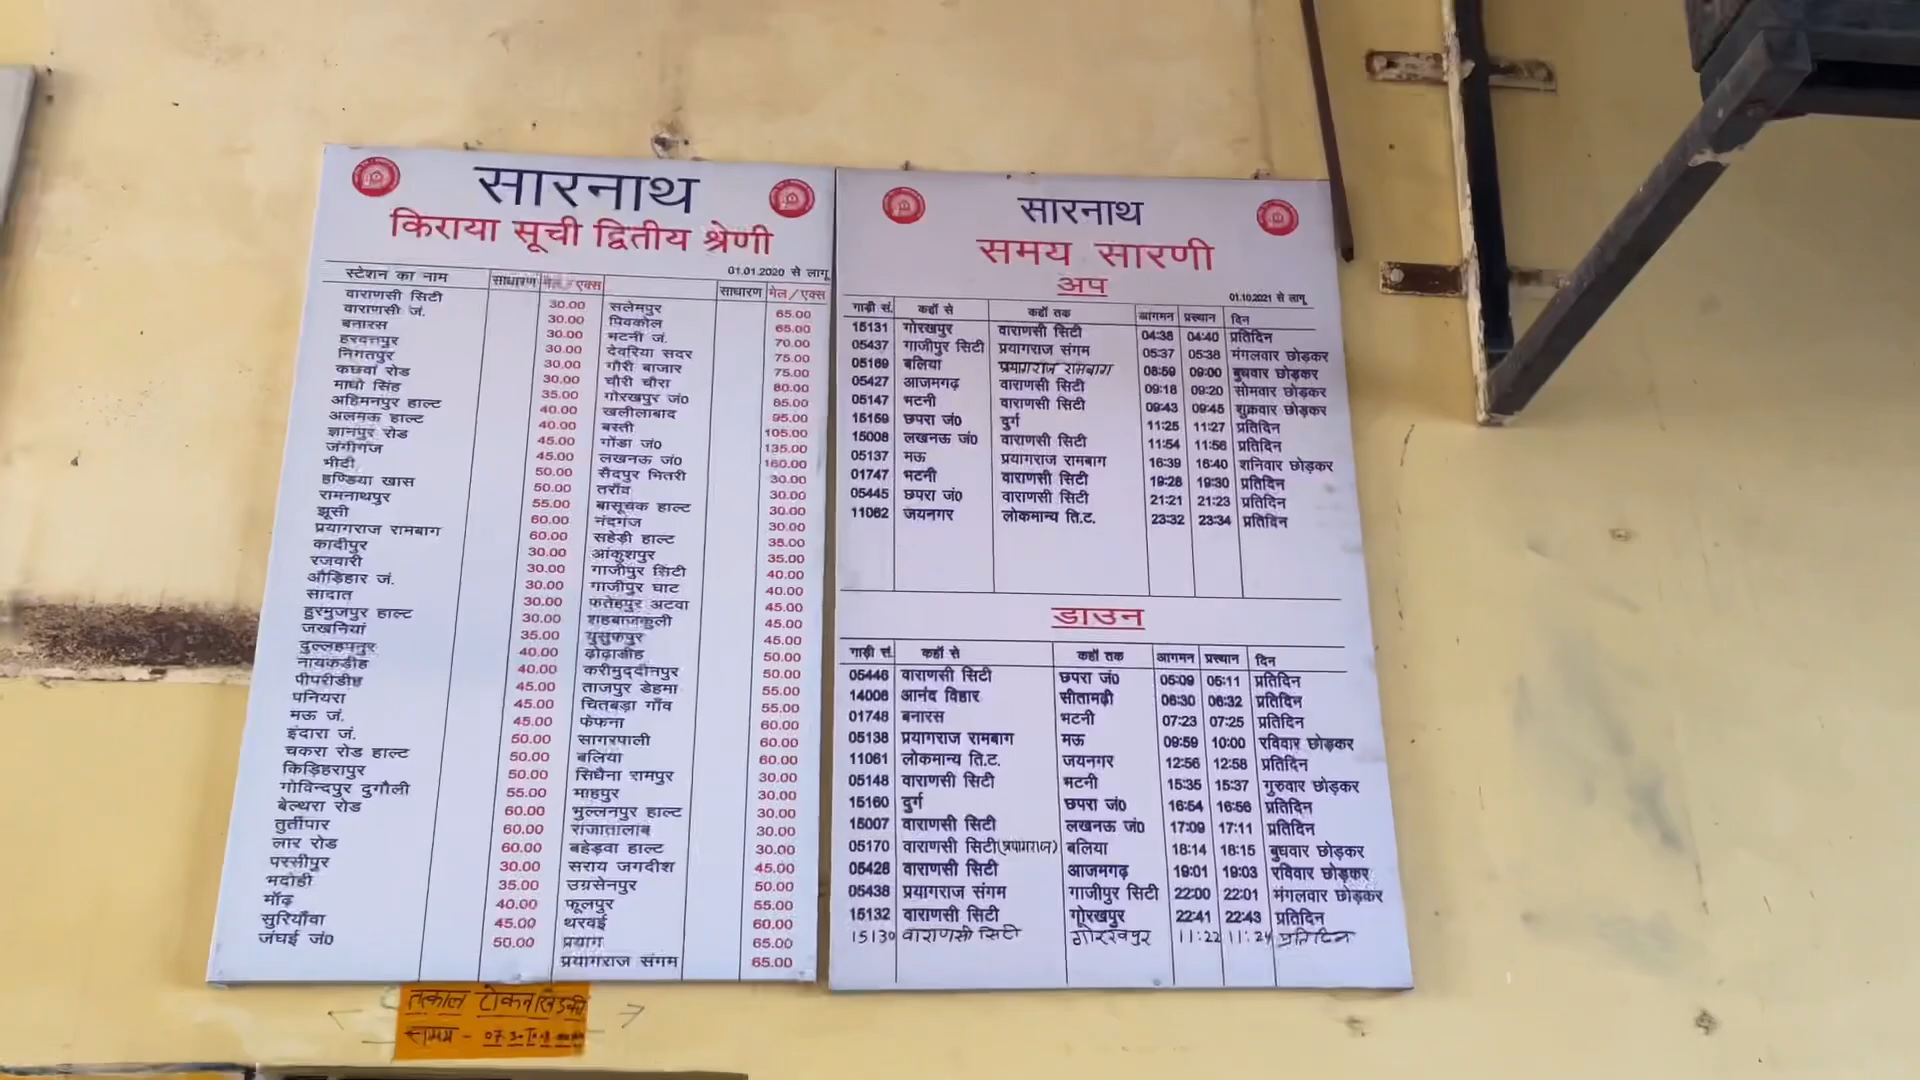 सारनाथ
किराया सूची द्वितीय श्रेणी
01.01.2020 से लागू
स्टेशन का नाम साधारण मेल/एक्स साधारण मेल/एक्स
वाराणसी सिटी 30.00 सलेमपुर 65.00
वाराणसी जं. 30.00 पिवकोल 65.00
बनारस 30.00 भटनी जं. 70.00
हरदत्तपुर 30.00 देवरिया सदर 75.00
निगतपुर 30.00 गौरी बाजार 75.00
कछवा रोड 30.00 चौरी चौरा 80.00
माधो सिंह 35.00 गोरखपुर जं0 85.00
अहिमनपुर हाल्ट 40.00 खलीलाबाद 95.00
अलमक हाल्ट 40.00 बस्ती 105.00
ज्ञानपुर रोड 45.00 गोंडा जं0 135.00
जंगीगंज 45.00 लखनऊ जं0 160.00
भीटी 50.00 सैदपुर भितरी 30.00
हण्डिया खास 50.00 तराँव 30.00
रामनाथपुर 55.00 बासूचक हाल्ट 30.00
झूसी 60.00 नंदगंज 30.00
प्रयागराज रामबाग 60.00 सहेड़ी हाल्ट 35.00
कादीपुर 30.00 आंकुशपुर 35.00
रजवारी 30.00 गाजीपुर सिटी 40.00
औड़िहार जं. 30.00 गाजीपुर घाट 40.00
सादात 30.00 फतेहपुर अटवा 45.00
हुरमुजपुर हाल्ट 30.00 शाहबाजकुली 45.00
जखनियां 35.00 युसुफपुर 45.00
दुल्लहपुर 40.00 ढ़ोढ़ाडीह 50.00
नायकडीह 40.00 करीमुद्दीनपुर 50.00
पीपरीडीह 45.00 ताजपुर डेहमा 55.00
पनियरा 45.00 चितबड़ा गाँव 55.00
मऊ जं. 45.00 फेफना 60.00
इंदारा जं. 50.00 सागरपाली 60.00
चकरा रोड हाल्ट 50.00 बलिया 60.00
किड़िहरापुर 50.00 सिधैना रामपुर 30.00
गोविन्दपुर दुगौली 55.00 माहपुर 30.00
बेल्थरा रोड 60.00 भुल्लनपुर हाल्ट 30.00
तुर्तीपार 60.00 राजातालाब 30.00
लार रोड 60.00 बहेड़वा हाल्ट 30.00
परसीपुर 30.00 सराय जगदीश 45.00
भदोही 35.00 उग्रसेनपुर 50.00
मोंढ़ 40.00 फूलपुर 55.00
सुरियाँवा 45.00 थरवई 60.00
जंघई जं0 50.00 प्रयाग 65.00
प्रयागराज संगम 65.00
सारनाथ
समय सारणी
अप
01.10.2021 से लागू
गाड़ी सं. कहाँ से कहाँ तक आगमन प्रस्थान दिन
15131 गोरखपुर वाराणसी सिटी 04:38 04:40 प्रतिदिन
05437 गाजीपुर सिटी प्रयागराज संगम 05:37 05:38 मंगलवार छोड़कर
05169 बलिया प्रयागराज रामबाग 08:59 09:00 बुधवार छोड़कर
05427 आजमगढ़ वाराणसी सिटी 09:18 09:20 सोमवार छोड़कर
05147 भटनी वाराणसी सिटी 09:43 09:45 शुक्रवार छोड़कर
15159 छपरा जं0 दुर्ग 11:25 11:27 प्रतिदिन
15008 लखनऊ जं0 वाराणसी सिटी 11:54 11:56 प्रतिदिन
05137 मऊ प्रयागराज रामबाग 16:39 16:40 शनिवार छोड़कर
01747 भटनी वाराणसी सिटी 19:28 19:30 प्रतिदिन
05445 छपरा जं0 वाराणसी सिटी 21:21 21:23 प्रतिदिन
11062 जयनगर लोकमान्य ति.ट. 23:32 23:34 प्रतिदिन
डाउन
गाड़ी सं. कहाँ से कहाँ तक आगमन प्रस्थान दिन
05446 वाराणसी सिटी छपरा जं0 05:09 05:11 प्रतिदिन
14006 आनंद विहार सीतामढ़ी 06:30 06:32 प्रतिदिन
01748 बनारस भटनी 07:23 07:25 प्रतिदिन
05138 प्रयागराज रामबाग मऊ 09:59 10:00 रविवार छोड़कर
11061 लोकमान्य ति.ट. जयनगर 12:56 12:58 प्रतिदिन
05148 वाराणसी सिटी भटनी 15:35 15:37 गुरुवार छोड़कर
15160 दुर्ग छपरा जं0 16:54 16:56 प्रतिदिन
15007 वाराणसी सिटी लखनऊ जं0 17:09 17:11 प्रतिदिन
05170 वाराणसी सिटी(प्रयागराज) बलिया 18:14 18:15 बुधवार छोड़कर
05428 वाराणसी सिटी आजमगढ़ 19:01 19:03 रविवार छोड़कर
05438 प्रयागराज संगम गाजीपुर सिटी 22:00 22:01 मंगलवार छोड़कर
15132 वाराणसी सिटी गोरखपुर 22:41 22:43 प्रतिदिन
15130 वाराणसी सिटी गोरखपुर 11:22 11:24 प्रतिदिन
तत्काल टोकन खिड़की
समय -